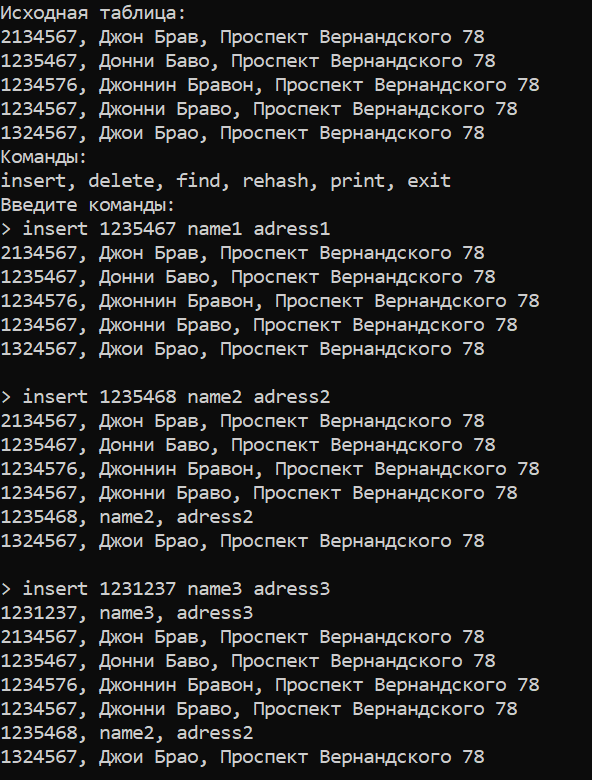 Исходная таблица:
2134567, Джон Брав, Проспект Вернандского 78
1235467, Донни Баво, Проспект Вернандского 78
1234576, Джоннин Бравон, Проспект Вернандского 78
1234567, Джонни Браво, Проспект Вернандского 78
1324567, Джои Брао, Проспект Вернандского 78
Команды:
insert, delete, find, rehash, print, exit
Введите команды:
> insert 1235467 name1 adress1
2134567, Джон Брав, Проспект Вернандского 78
1235467, Донни Баво, Проспект Вернандского 78
1234576, Джоннин Бравон, Проспект Вернандского 78
1234567, Джонни Браво, Проспект Вернандского 78
1324567, Джои Брао, Проспект Вернандского 78
> insert 1235468 name2 adress2
2134567, Джон Брав, Проспект Вернандского 78
1235467, Донни Баво, Проспект Вернандского 78
1234576, Джоннин Бравон, Проспект Вернандского 78
1234567, Джонни Браво, Проспект Вернандского 78
1235468, name2, adress2
1324567, Джои Брао, Проспект Вернандского 78
> insert 1231237 name3 adress3
1231237, name3, adress3
2134567, Джон Брав, Проспект Вернандского 78
1235467, Донни Баво, Проспект Вернандского 78
1234576, Джоннин Бравон, Проспект Вернандского 78
1234567, Джонни Браво, Проспект Вернандского 78
1235468, name2, adress2
1324567, Джои Брао, Проспект Вернандского 78